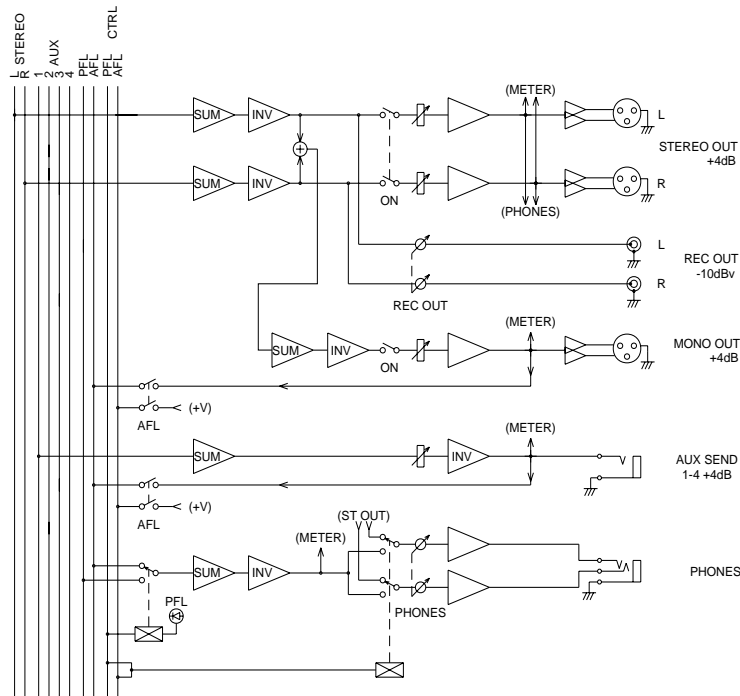 STEREO AUX CTRL
L R 1 2 3 4 PFL AFL PFL AFL
(METER)
SUM INV L
STEREO OUT
+4dB
SUM INV R
ON
(PHONES)
L
REC OUT
-10dBv
R
REC OUT
(METER)
MONO OUT
SUM INV
+4dB
ON
(+V)
AFL
(METER)
AUX SEND
SUM INV
1-4 +4dB
(+V)
AFL
(ST OUT)
(METER)
SUM INV
PHONES
PFL
PHONES